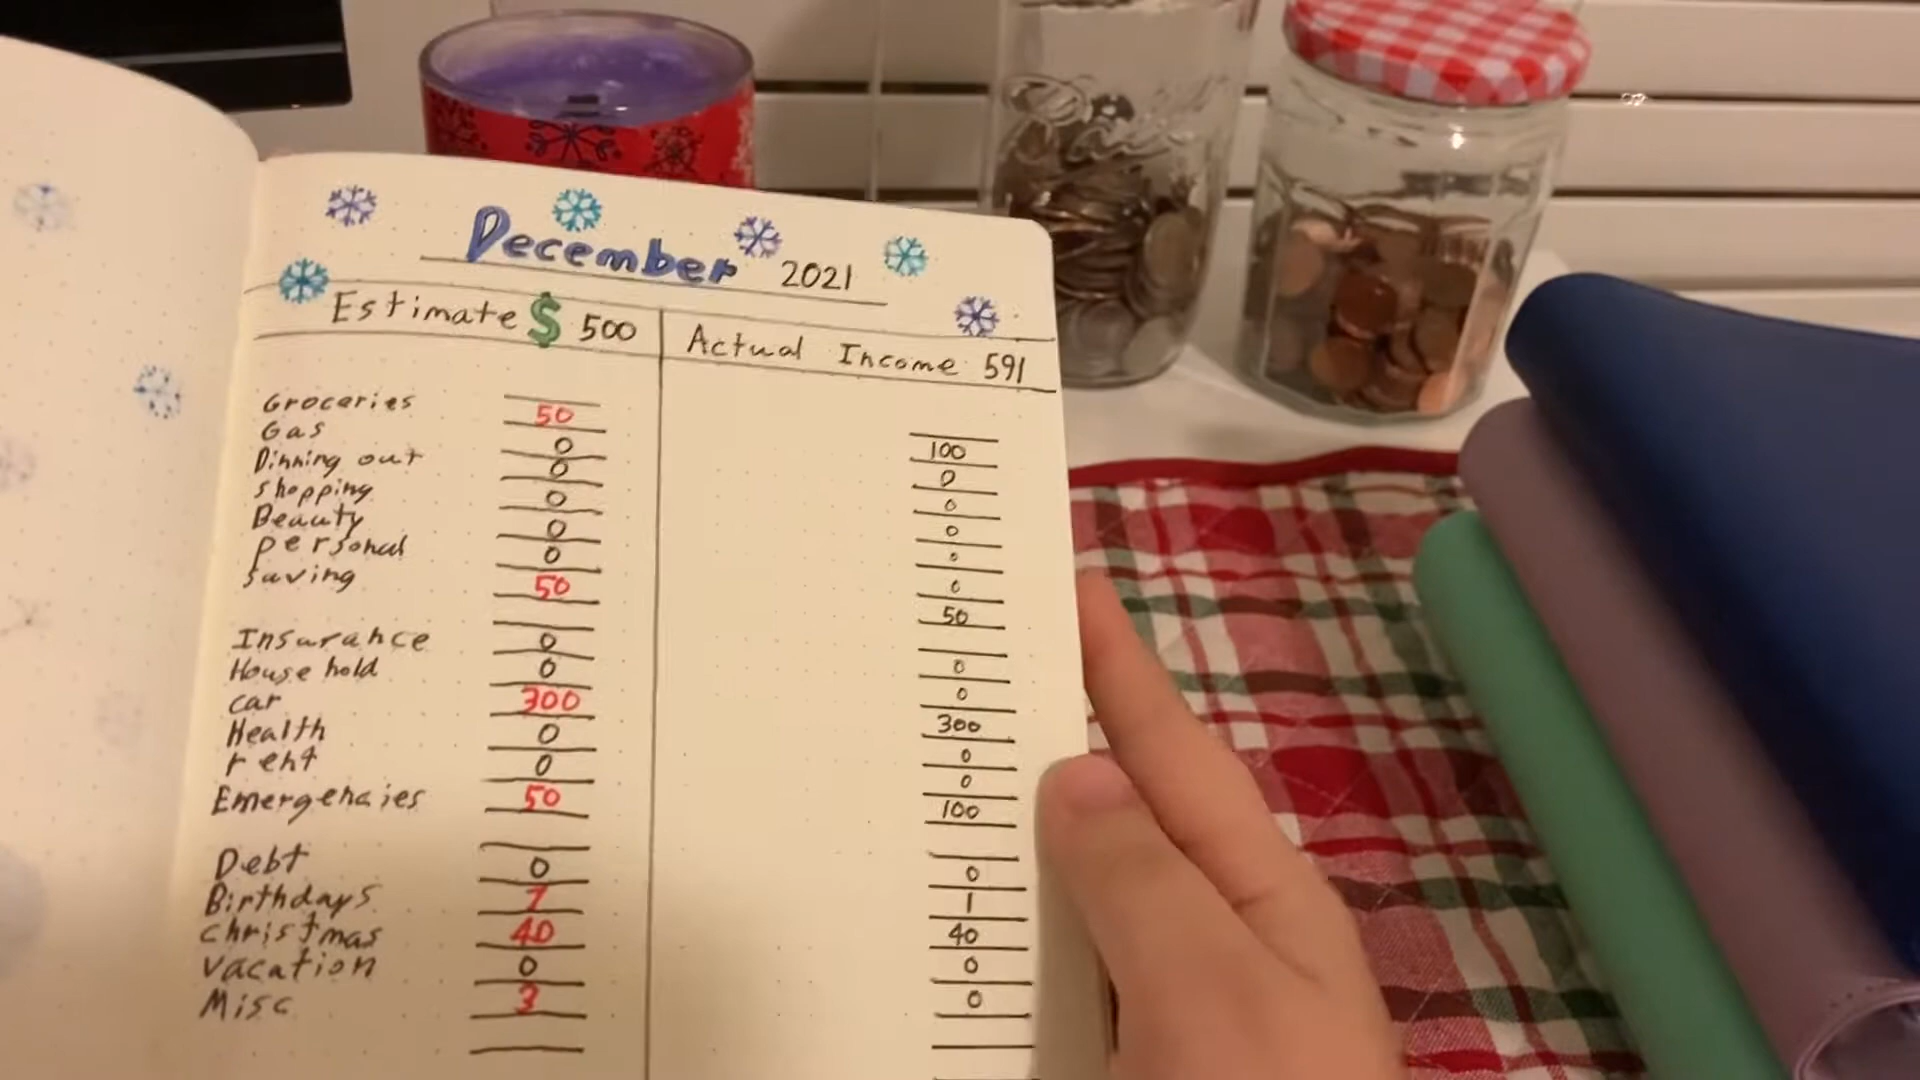 December 2021
Estimate $ 500 Actual Income 591
Groceries 50 100
Gas 0 0
Dinning out 0 0
shopping 0 0
Beauty 0 0
personal 0 0
saving 50 50
Insurance 0 0
House hold 0 0
car 300 300
Health 0 0
rent 0 0
Emergencies 50 100
Debt 0 0
Birthdays 7 1
christmas 40 40
vacation 0 0
Misc 3 0